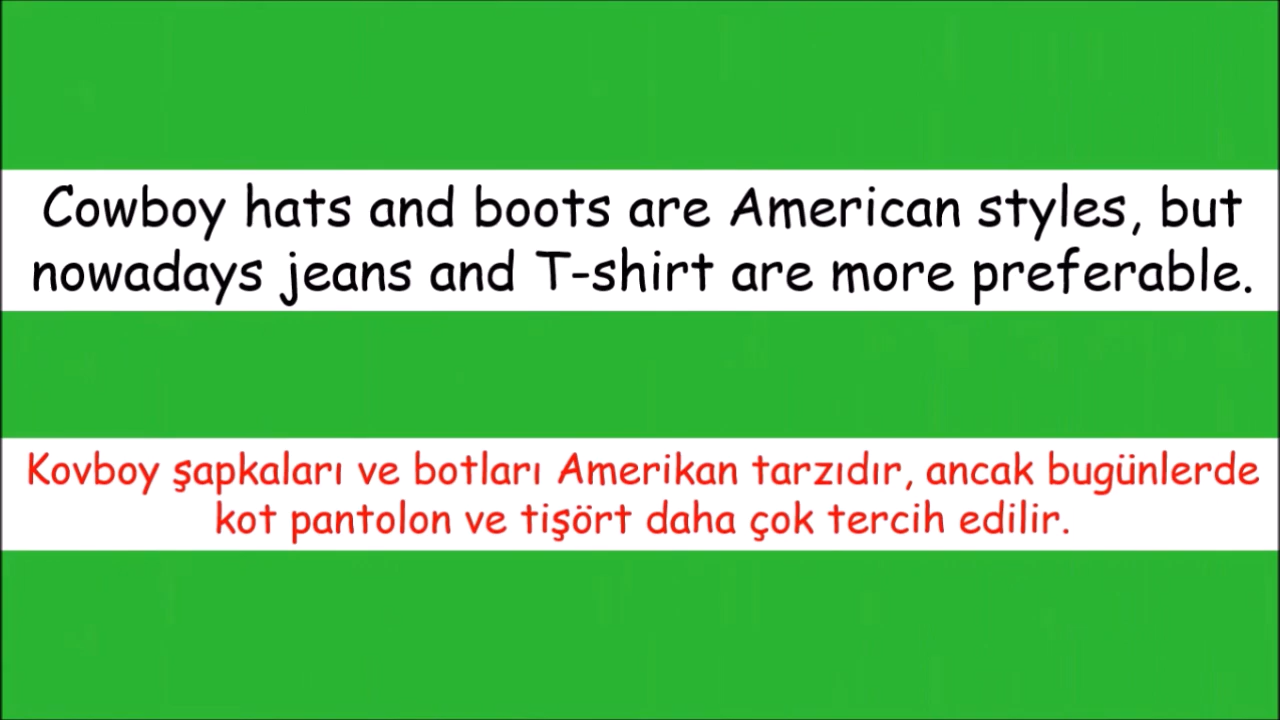 Cowboy hats and boots are American styles, but
nowadays jeans and T-shirt are more preferable.
Kovboy şapkaları ve botları Amerikan tarzıdır, ancak bugünlerde
kot pantolon ve tişört daha çok tercih edilir.